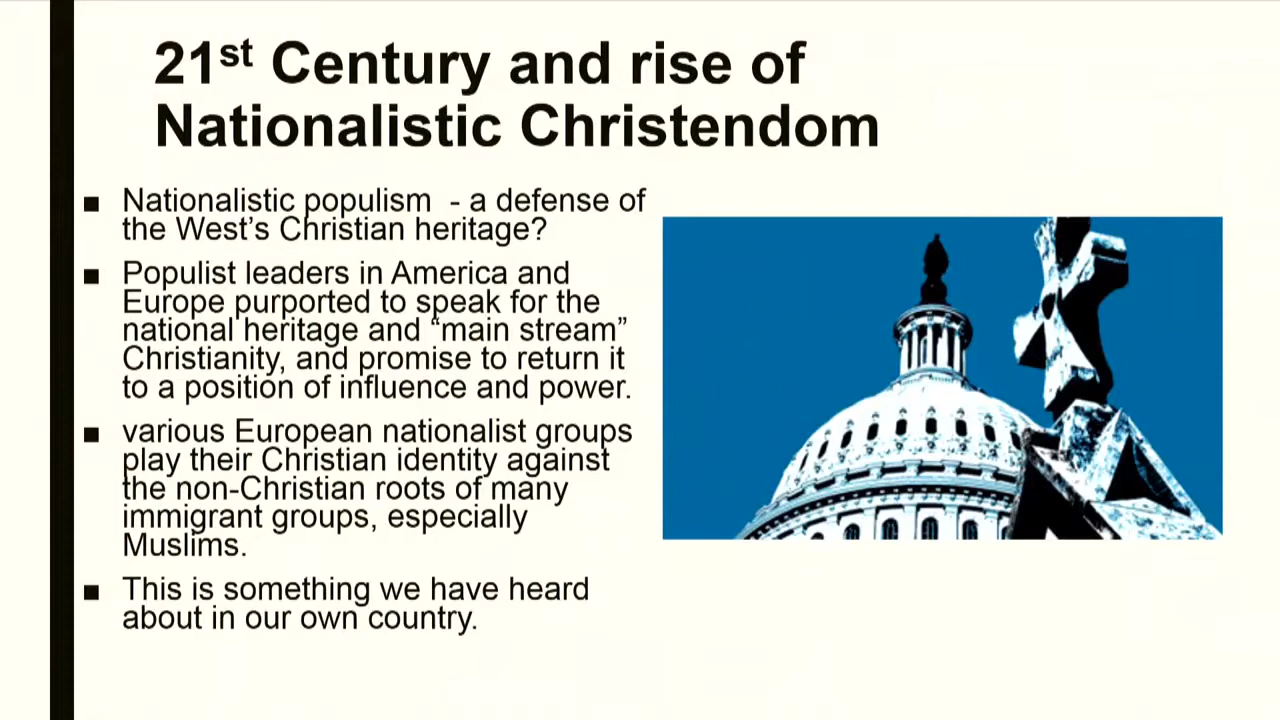 21st Century and rise of
Nationalistic Christendom
■ Nationalistic populism - a defense of
the West's Christian heritage?
■ Populist leaders in America and
Europe purported to speak for the
national heritage and “main stream”
Christianity, and promise to return it
to a position of influence and power.
■ various European nationalist groups
play their Christian identity against
the non-Christian roots of many
immigrant groups, especially
Muslims.
■ This is something we have heard
about in our own country.